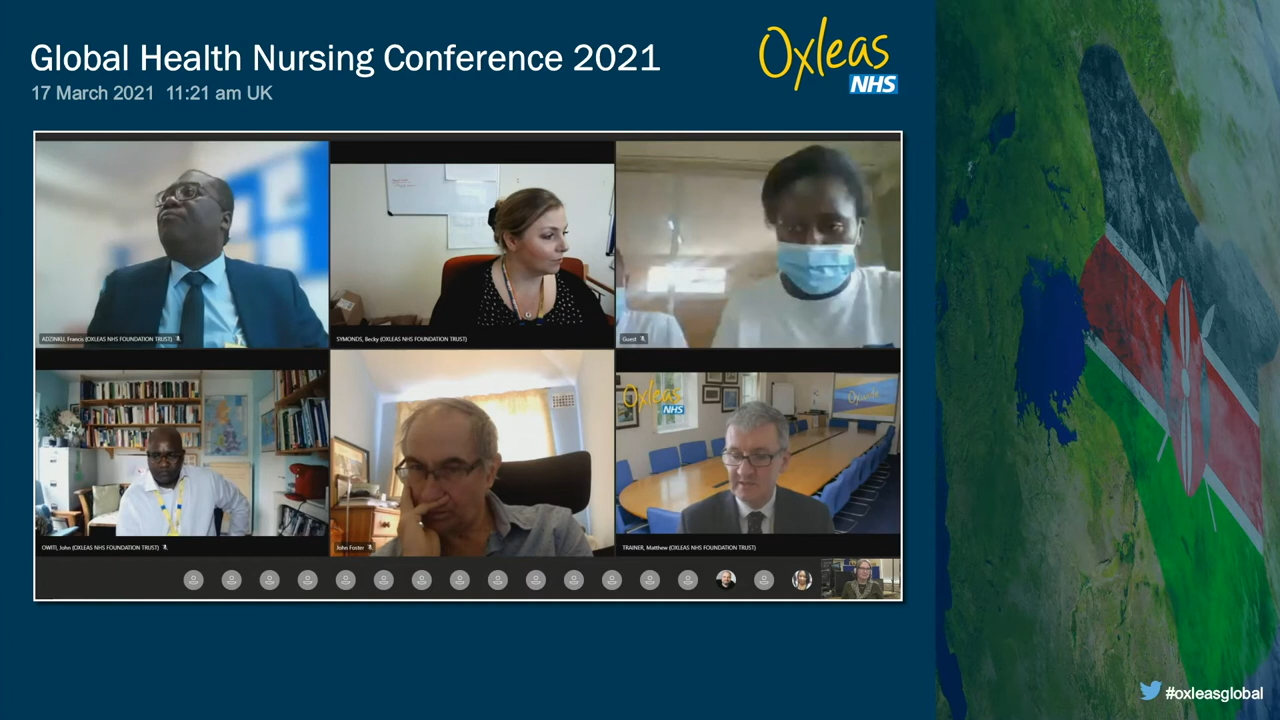 Global Health Nursing Conference 2021
17 March 2021 11:21 am UK
Oxleas
NHS
ADZINKU, Francis (OXLEAS NHS FOUNDATION TRUST)
SYMONDS, Becky (OXLEAS NHS FOUNDATION TRUST)
Guest
Oxleas
NHS
OWITI, John (OXLEAS NHS FOUNDATION TRUST)
John Foster
TRAINER, Matthew (OXLEAS NHS FOUNDATION TRUST)
#oxleasglobal